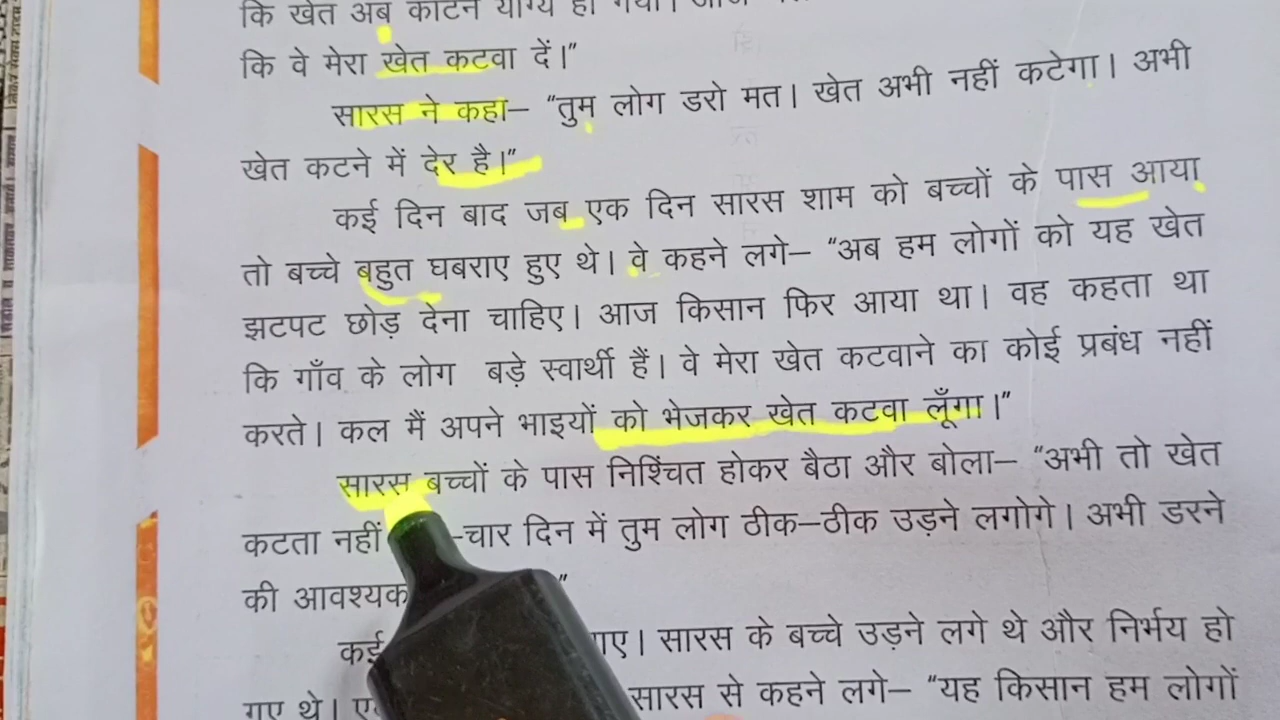 कि खेत अब काटने योग्य हो गया। आज
कि वे मेरा खेत कटवा दें।”
सारस ने कहा– “तुम लोग डरो मत। खेत अभी नहीं कटेगा। अभी
खेत कटने में देर है।”
कई दिन बाद जब एक दिन सारस शाम को बच्चों के पास आया
तो बच्चे बहुत घबराए हुए थे। वे कहने लगे– “अब हम लोगों को यह खेत
झटपट छोड़ देना चाहिए। आज किसान फिर आया था। वह कहता था
कि गाँव के लोग बड़े स्वार्थी हैं। वे मेरा खेत कटवाने का कोई प्रबंध नहीं
करते। कल मैं अपने भाइयों को भेजकर खेत कटवा लूँगा।”
सारस बच्चों के पास निश्चिंत होकर बैठा और बोला– “अभी तो खेत
कटता नहीं –चार दिन में तुम लोग ठीक–ठीक उड़ने लगोगे। अभी डरने
की ”
कई सारस के बच्चे उड़ने लगे थे और निर्भय हो
गए थे। सारस से कहने लगे– “यह किसान हम लोगों